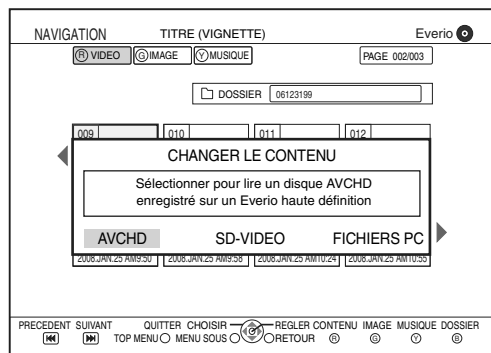 NAVIGATION TITRE (VIGNETTE) Everio
R VIDEO G IMAGE Y MUSIQUE PAGE 002/003
DOSSIER 06123199
009 010 011 012
CHANGER LE CONTENU
Sélectionner pour lire un disque AVCHD
enregistré sur un Everio haute définition
AVCHD SD-VIDEO FICHIERS PC
2008.JAN.25 AM9:50 2008.JAN.25 AM9:58 2008.JAN.25 AM10:24 2008.JAN.25 AM10:55
PRECEDENT SUIVANT QUITTER CHOISIR REGLER CONTENU IMAGE MUSIQUE DOSSIER
TOP MENU MENU SOUS RETOUR R G Y B